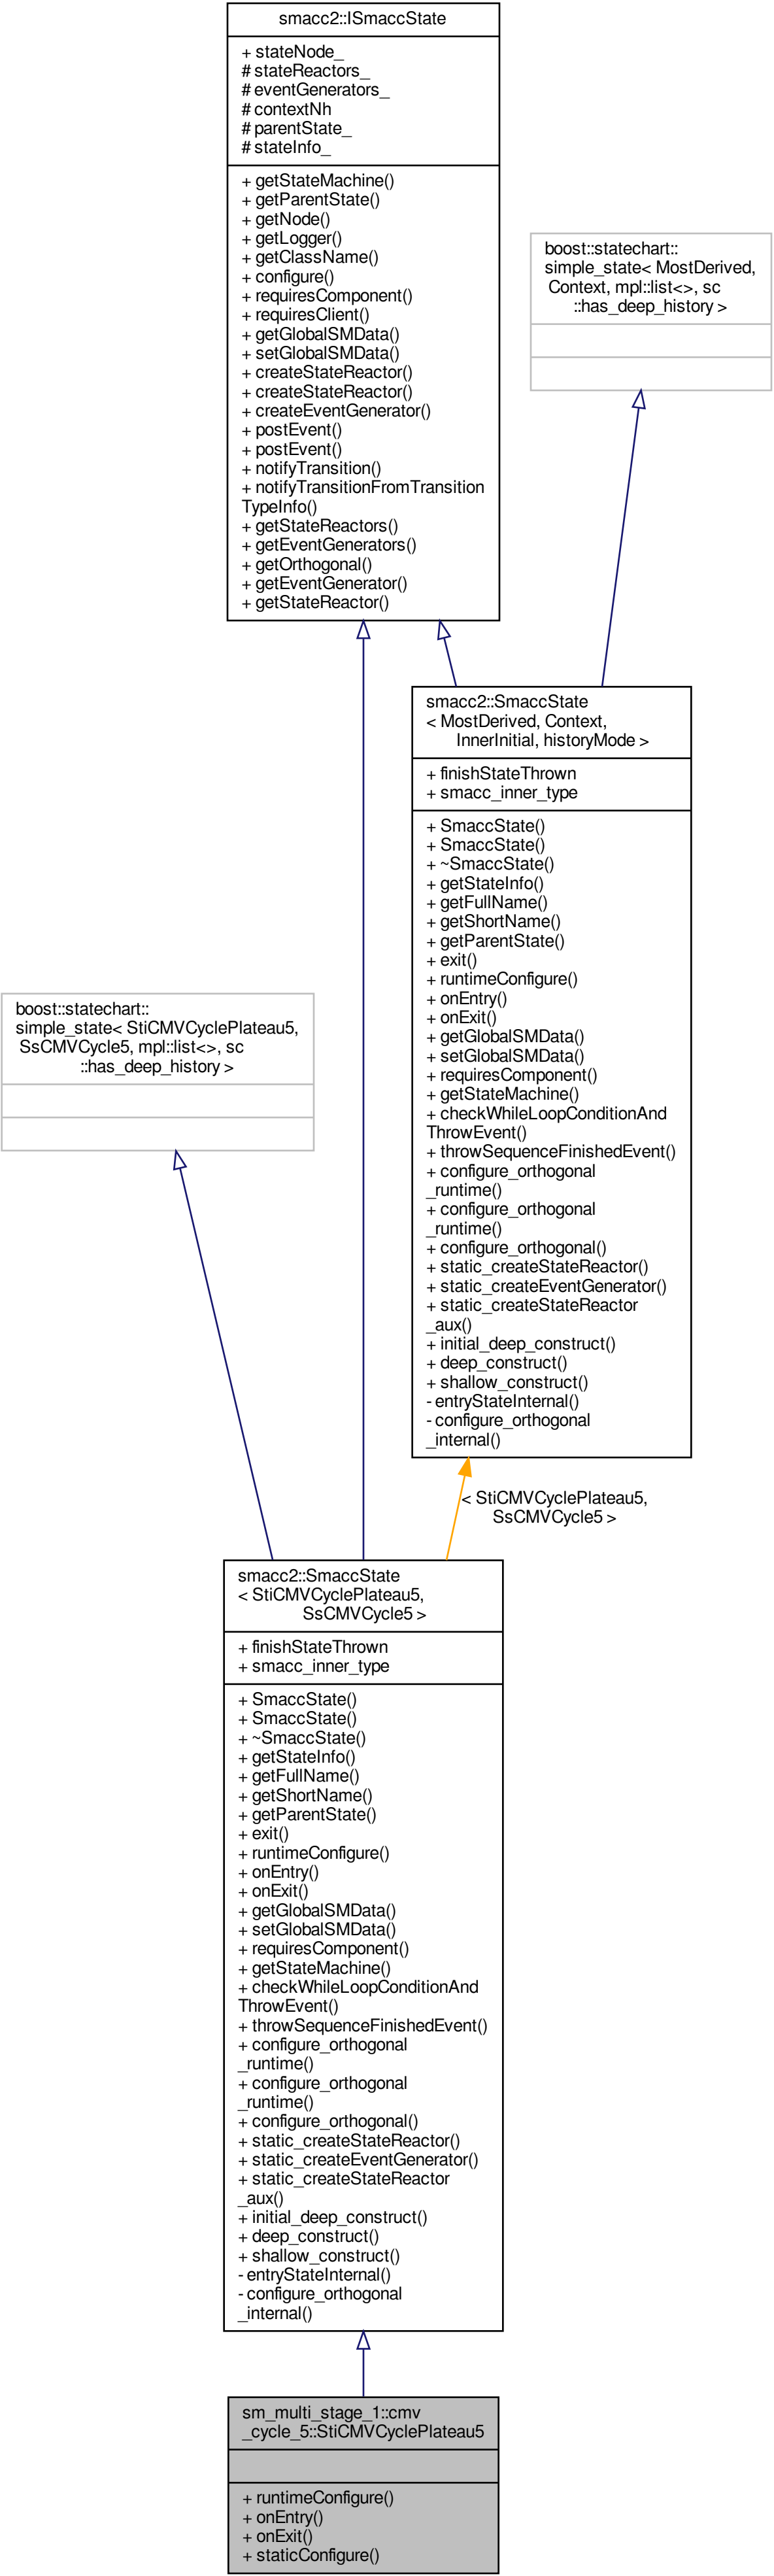 smacc2::ISmaccState
+ stateNode_
# stateReactors_
# eventGenerators_
# contextNh
# parentState_
# stateInfo_
+ getStateMachine()
+ getParentState()
+ getNode()
+ getLogger()
+ getClassName()
+ configure()
+ requiresComponent()
+ requiresClient()
+ getGlobalSMData()
+ setGlobalSMData()
+ createStateReactor()
+ createStateReactor()
+ createEventGenerator()
+ postEvent()
+ postEvent()
+ notifyTransition()
+ notifyTransitionFromTransition
TypeInfo()
+ getStateReactors()
+ getEventGenerators()
+ getOrthogonal()
+ getEventGenerator()
+ getStateReactor()
boost::statechart::
simple_state< MostDerived,
Context, mpl::list<>, sc
::has_deep_history >
smacc2::SmaccState
< MostDerived, Context,
InnerInitial, historyMode >
+ finishStateThrown
+ smacc_inner_type
+ SmaccState()
+ SmaccState()
+ ~SmaccState()
+ getStateInfo()
+ getFullName()
+ getShortName()
+ getParentState()
+ exit()
+ runtimeConfigure()
+ onEntry()
+ onExit()
+ getGlobalSMData()
+ setGlobalSMData()
+ requiresComponent()
+ getStateMachine()
+ checkWhileLoopConditionAnd
ThrowEvent()
+ throwSequenceFinishedEvent()
+ configure_orthogonal
_runtime()
+ configure_orthogonal
_runtime()
+ configure_orthogonal()
+ static_createStateReactor()
+ static_createEventGenerator()
+ static_createStateReactor
_aux()
+ initial_deep_construct()
+ deep_construct()
+ shallow_construct()
- entryStateInternal()
- configure_orthogonal
_internal()
boost::statechart::
simple_state< StiCMVCyclePlateau5,
SsCMVCycle5, mpl::list<>, sc
::has_deep_history >
< StiCMVCyclePlateau5,
SsCMVCycle5 >
smacc2::SmaccState
< StiCMVCyclePlateau5,
SsCMVCycle5 >
+ finishStateThrown
+ smacc_inner_type
+ SmaccState()
+ SmaccState()
+ ~SmaccState()
+ getStateInfo()
+ getFullName()
+ getShortName()
+ getParentState()
+ exit()
+ runtimeConfigure()
+ onEntry()
+ onExit()
+ getGlobalSMData()
+ setGlobalSMData()
+ requiresComponent()
+ getStateMachine()
+ checkWhileLoopConditionAnd
ThrowEvent()
+ throwSequenceFinishedEvent()
+ configure_orthogonal
_runtime()
+ configure_orthogonal
_runtime()
+ configure_orthogonal()
+ static_createStateReactor()
+ static_createEventGenerator()
+ static_createStateReactor
_aux()
+ initial_deep_construct()
+ deep_construct()
+ shallow_construct()
- entryStateInternal()
- configure_orthogonal
_internal()
sm_multi_stage_1::cmv
_cycle_5::StiCMVCyclePlateau5
+ runtimeConfigure()
+ onEntry()
+ onExit()
+ staticConfigure()